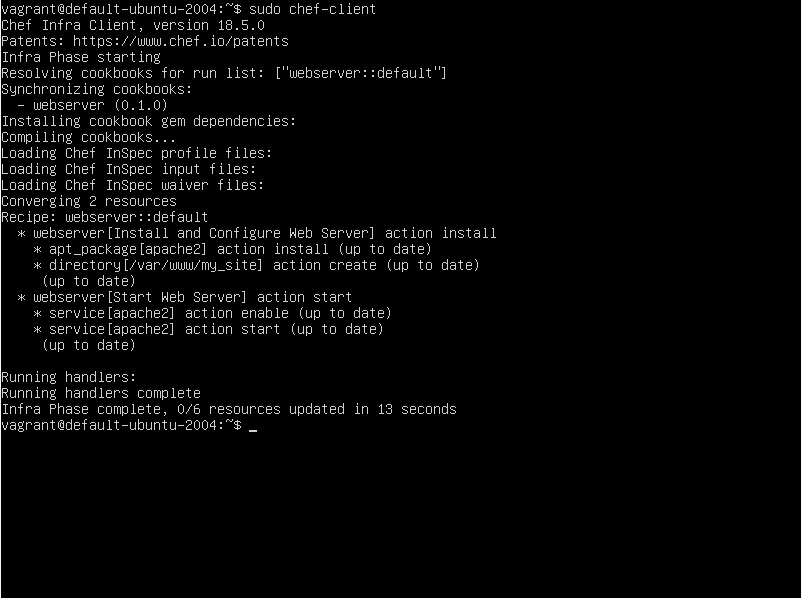 vagrant@default-ubuntu-2004:~$ sudo chef-client
Chef Infra Client, version 18.5.0
Patents: https://www.chef.io/patents
Infra Phase starting
Resolving cookbooks for run list: ["webserver::default"]
Synchronizing cookbooks:
  - webserver (0.1.0)
Installing cookbook gem dependencies:
Compiling cookbooks...
Loading Chef InSpec profile files:
Loading Chef InSpec input files:
Loading Chef InSpec waiver files:
Converging 2 resources
Recipe: webserver::default
  * webserver[Install and Configure Web Server] action install
    * apt_package[apache2] action install (up to date)
    * directory[/var/www/my_site] action create (up to date)
     (up to date)
  * webserver[Start Web Server] action start
    * service[apache2] action enable (up to date)
    * service[apache2] action start (up to date)
     (up to date)

Running handlers:
Running handlers complete
Infra Phase complete, 0/6 resources updated in 13 seconds
vagrant@default-ubuntu-2004:~$ _